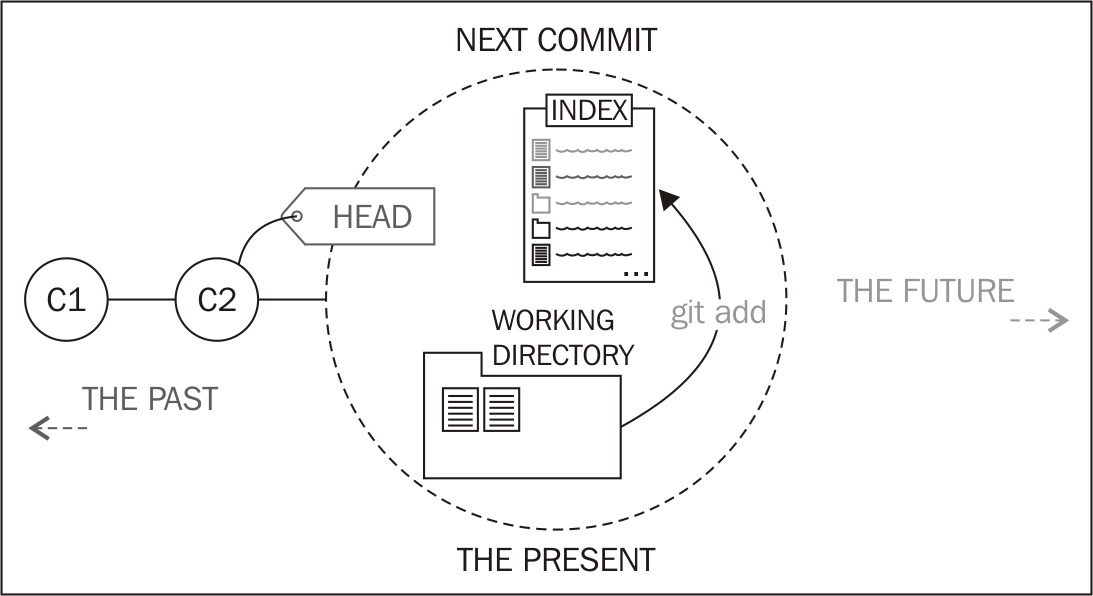 NEXT COMMIT
INDEX
HEAD
C1
C2
THE FUTURE
git add
WORKING
DIRECTORY
THE PAST
THE PRESENT